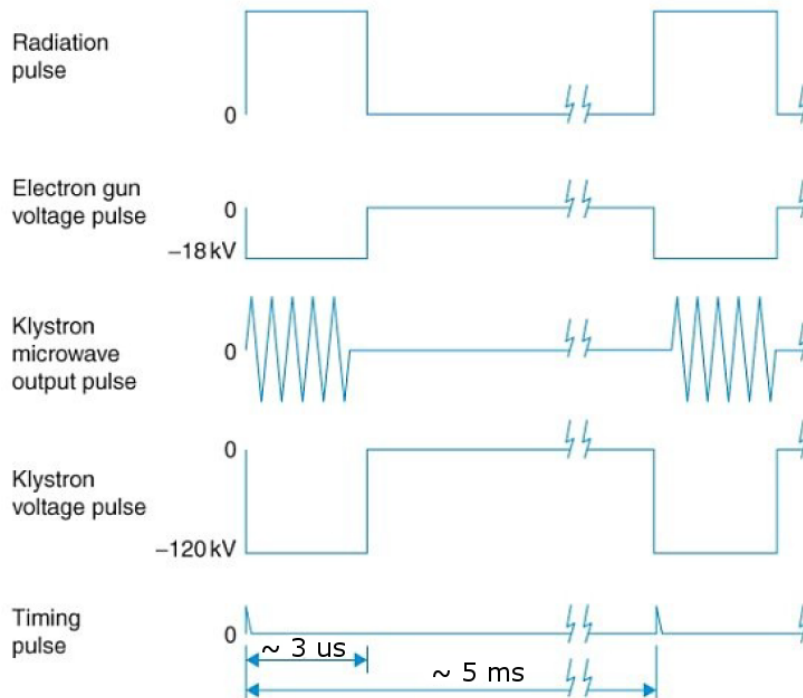 Radiation
pulse
0
Electron gun
voltage pulse
0
−18 kV
Klystron
microwave
output pulse
0
0
Klystron
voltage pulse
−120 kV
Timing
pulse
0
~ 3 us
~ 5 ms